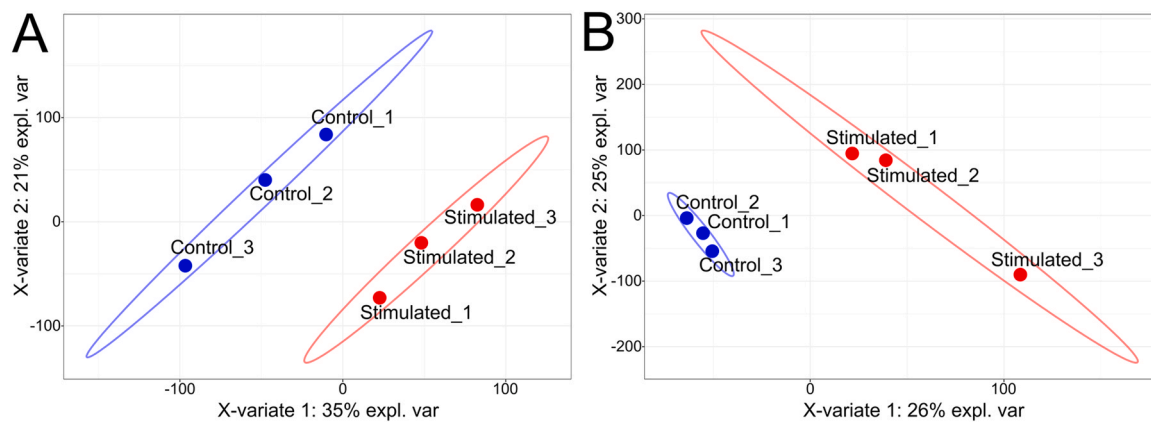 A
X-variate 2: 21% expl. var
100
0
-100
Control_1
Control_2
Control_3
Stimulated_3
Stimulated_2
Stimulated_1
-100
0
100
X-variate 1: 35% expl. var
B
X-variate 2: 25% expl. var
300
200
100
0
-100
-200
Stimulated_1
Stimulated_2
Control_2
Control_1
Control_3
Stimulated_3
0
100
X-variate 1: 26% expl. var